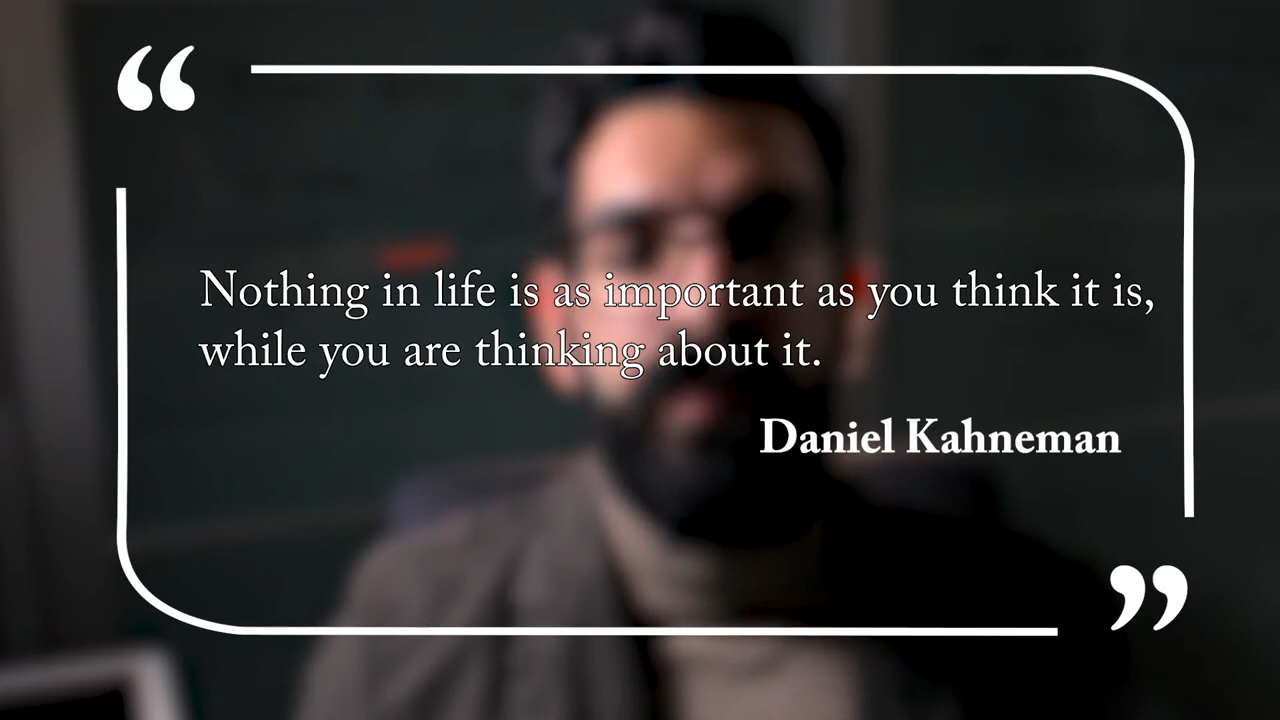 “
Nothing in life is as important as you think it is,
while you are thinking about it.
Daniel Kahneman
”